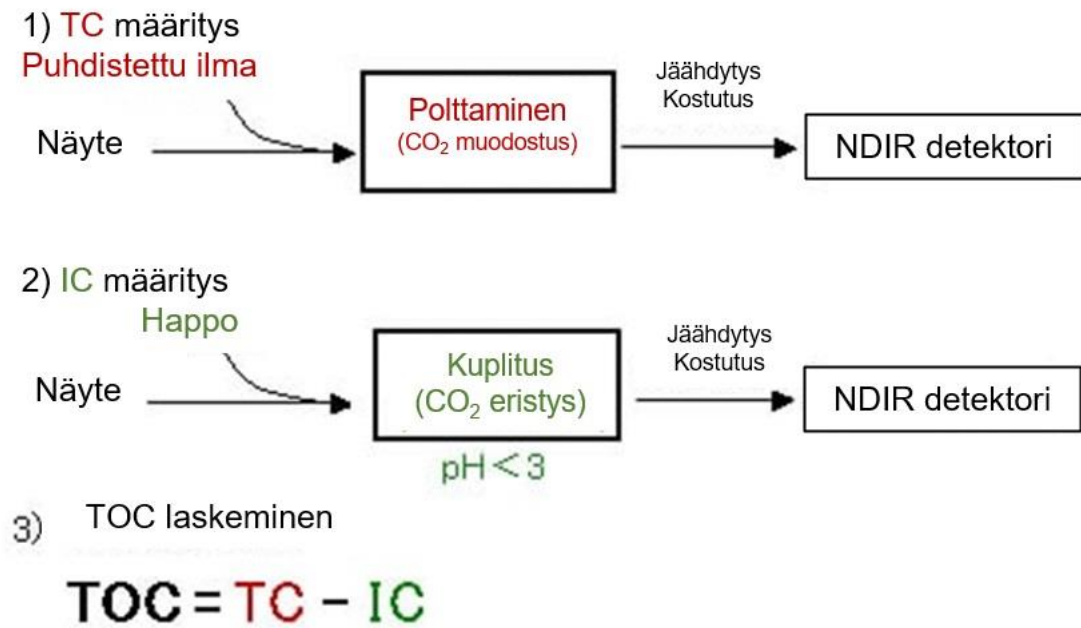 1) TC määritys
Puhdistettu ilma
Näyte
Polttaminen
(CO₂ muodostus)
Jäähdytys
Kostutus
NDIR detektori
2) IC määritys
Happo
Näyte
Kuplitus
(CO₂ eristys)
pH<3
Jäähdytys
Kostutus
NDIR detektori
3) TOC laskeminen
TOC = TC − IC